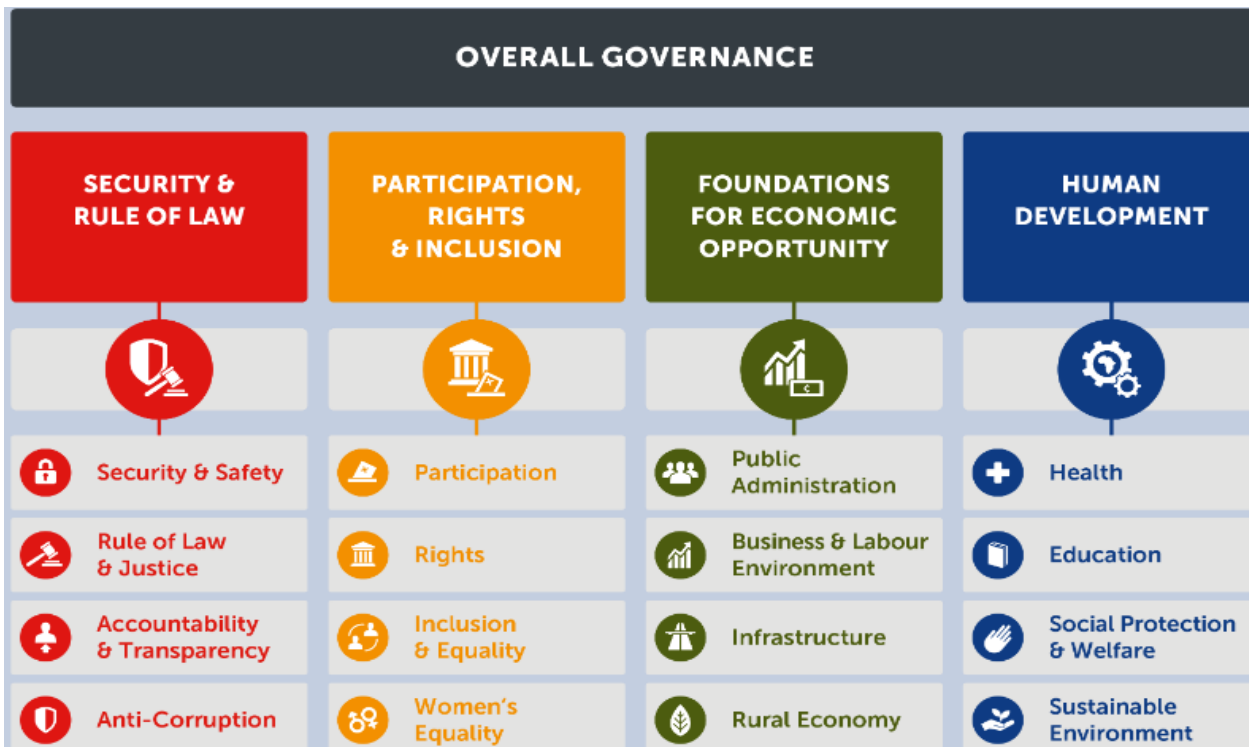 OVERALL GOVERNANCE
SECURITY &
RULE OF LAW
PARTICIPATION,
RIGHTS
& INCLUSION
FOUNDATIONS
FOR ECONOMIC
OPPORTUNITY
HUMAN
DEVELOPMENT
Security & Safety
Rule of Law
& Justice
Accountability
& Transparency
Anti-Corruption
Participation
Rights
Inclusion
& Equality
Women's
Equality
Public
Administration
Business & Labour
Environment
Infrastructure
Rural Economy
Health
Education
Social Protection
& Welfare
Sustainable
Environment